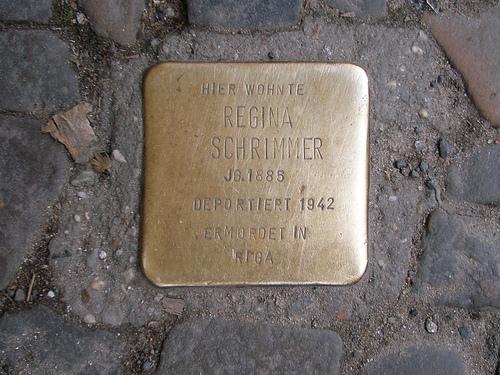 HIER WOHNTE
REGINA
SCHRIMMER
JG. 1885
DEPORTIERT 1942
ERMORDET IN
RIGA